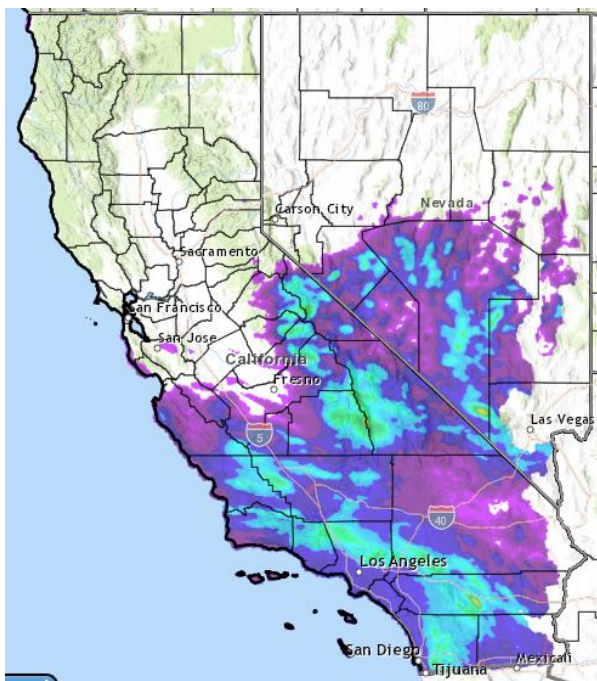 80
Nevada
Carson City
Sacramento
San Francisco
San Jose
California
Fresno
Las Vegas
5
40
Los Angeles
San Diego
Tijuana
Mexicali